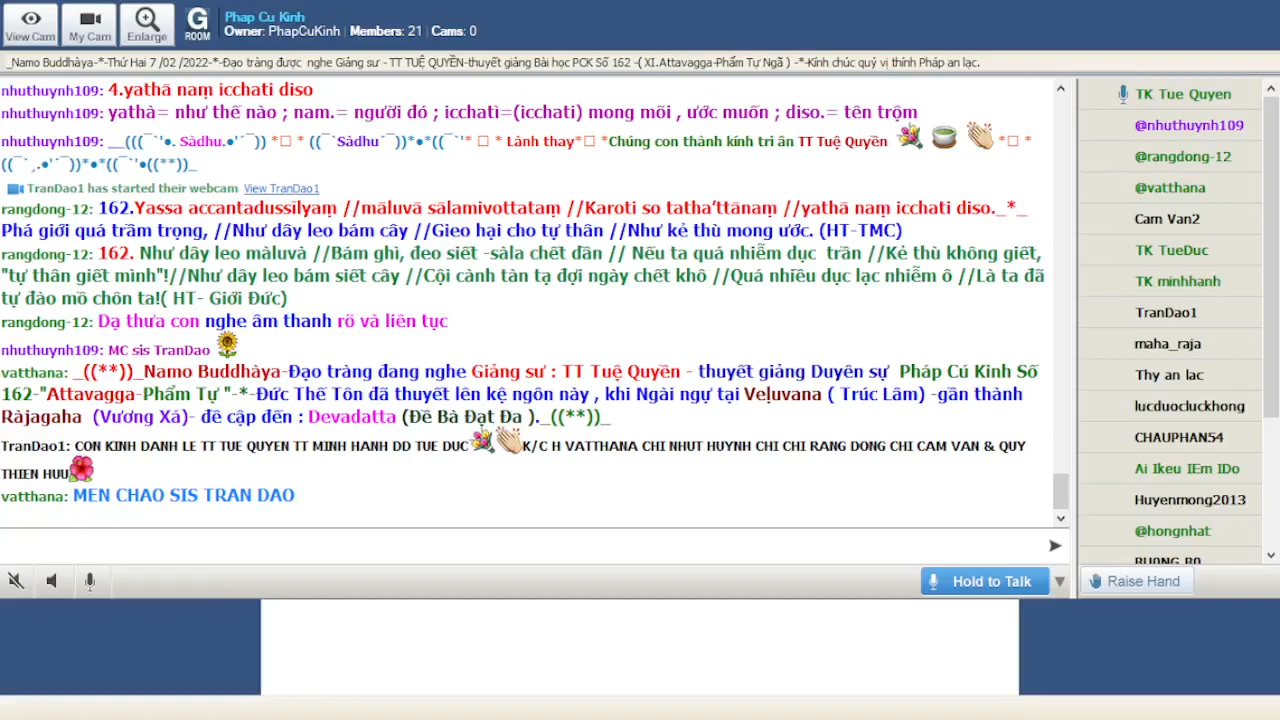 View Cam
My Cam
Enlarge
G
ROOM
Phap Cu Kinh
Owner: PhapCuKinh | Members: 21 | Cams: 0
_Namo Buddhàya-*-Thứ Hai 7 /02 /2022-*-Đạo tràng được nghe Giảng sư - TT TUỆ QUYỀN-thuyết giảng Bài học PCK Số 162 -( XI.Attavagga-Phẩm Tự Ngã ) -*-Kính chúc quý vị thính Pháp an lạc.
nhuthuynh109: 4.yathā naṃ icchati diso
nhuthuynh109: yathà= như thế nào ; nam.= người đó ; icchatì=(icchati) mong mõi , ước muốn ; diso.= tên trộm
nhuthuynh109: __(((¯`'•. Sàdhu.•'´¯)) *□ * ((¯`Sàdhu´¯))*•*((¯`'* □ * Lành thay*□ *Chúng con thành kính tri ân TT Tuệ Quyền *□ *
((¯`¸.•'´¯))*•*((¯`'•((**))_
TranDao1 has started their webcam View TranDao1
rangdong-12: 162.Yassa accantadussilyaṃ //māluvā sālamivottataṃ //Karoti so tatha’ttānaṃ //yathā naṃ icchati diso._*_
Phá giới quá trầm trọng, //Như dây leo bám cây //Gieo hại cho tự thân //Như kẻ thù mong ước. (HT-TMC)
rangdong-12: 162. Như dây leo màluvà //Bám ghì, đeo siết -sàla chết dần // Nếu ta quá nhiễm dục trần //Kẻ thù không giết,
"tự thân giết mình"!//Như dây leo bám siết cây //Cội cành tàn tạ đợi ngày chết khô //Quá nhiều dục lạc nhiễm ô //Là ta đã
tự đào mồ chôn ta!( HT- Giới Đức)
rangdong-12: Dạ thưa con nghe âm thanh rõ và liên tục
nhuthuynh109: MC sis TranDao
vatthana: _((**))_Namo Buddhàya-Đạo tràng đang nghe Giảng sư : TT Tuệ Quyền - thuyết giảng Duyên sự Pháp Cú Kinh Số
162-"Attavagga-Phẩm Tự "-*-Đức Thế Tôn đã thuyết lên kệ ngôn này , khi Ngài ngự tại Veḷuvana ( Trúc Lâm) -gần thành
Ràjagaha (Vương Xá)- đề cập đến : Devadatta (Đề Bà Đạt Đa )._((**))_
TranDao1: CON KINH DANH LE TT TUE QUYEN TT MINH HANH DD TUE DUC K/C H VATTHANA CHI NHUT HUYNH CHI CHI RANG DONG CHI CAM VAN & QUY
THIEN HUU
vatthana: MEN CHAO SIS TRAN DAO
TK Tue Quyen
@nhuthuynh109
@rangdong-12
@vatthana
Cam Van2
TK TueDuc
TK minhhanh
TranDao1
maha_raja
Thy an lac
lucduocluckhong
CHAUPHAN54
Ai Ikeu IEm IDo
Huyenmong2013
@hongnhat
Hold to Talk
Raise Hand